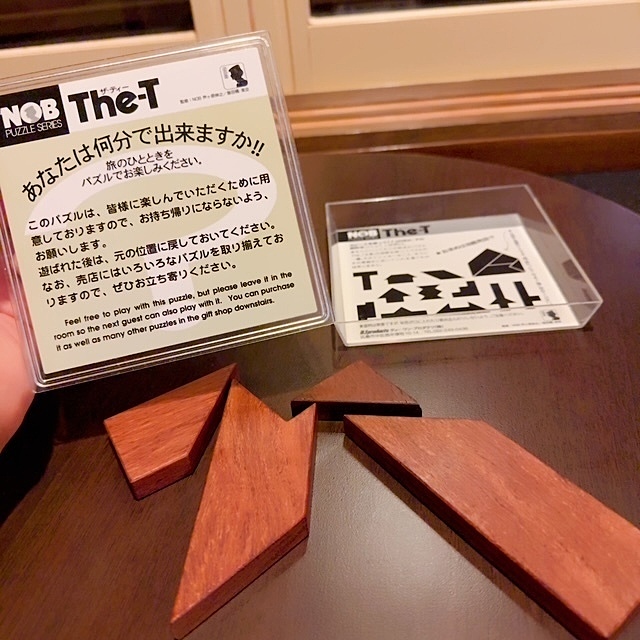 NOB
PUZZLE SERIES
ザ・ティー
The-T
あなたは何分で出来ますか!!
旅のひとときを
パズルでお楽しみください。
このパズルは、皆様に楽しんでいただくために用
意しておりますので、お持ち帰りにならないよう、
お願いします。
遊ばれた後は、元の位置に戻しておいてください。
なお、売店にはいろいろなパズルを取り揃えてお
りますので、ぜひお立ち寄りください。
Feel free to play with this puzzle, but please leave it in the
room so the next guest can also play with it. You can purchase
it as well as many other puzzles in the gift shop downstairs.
NOB
The-T